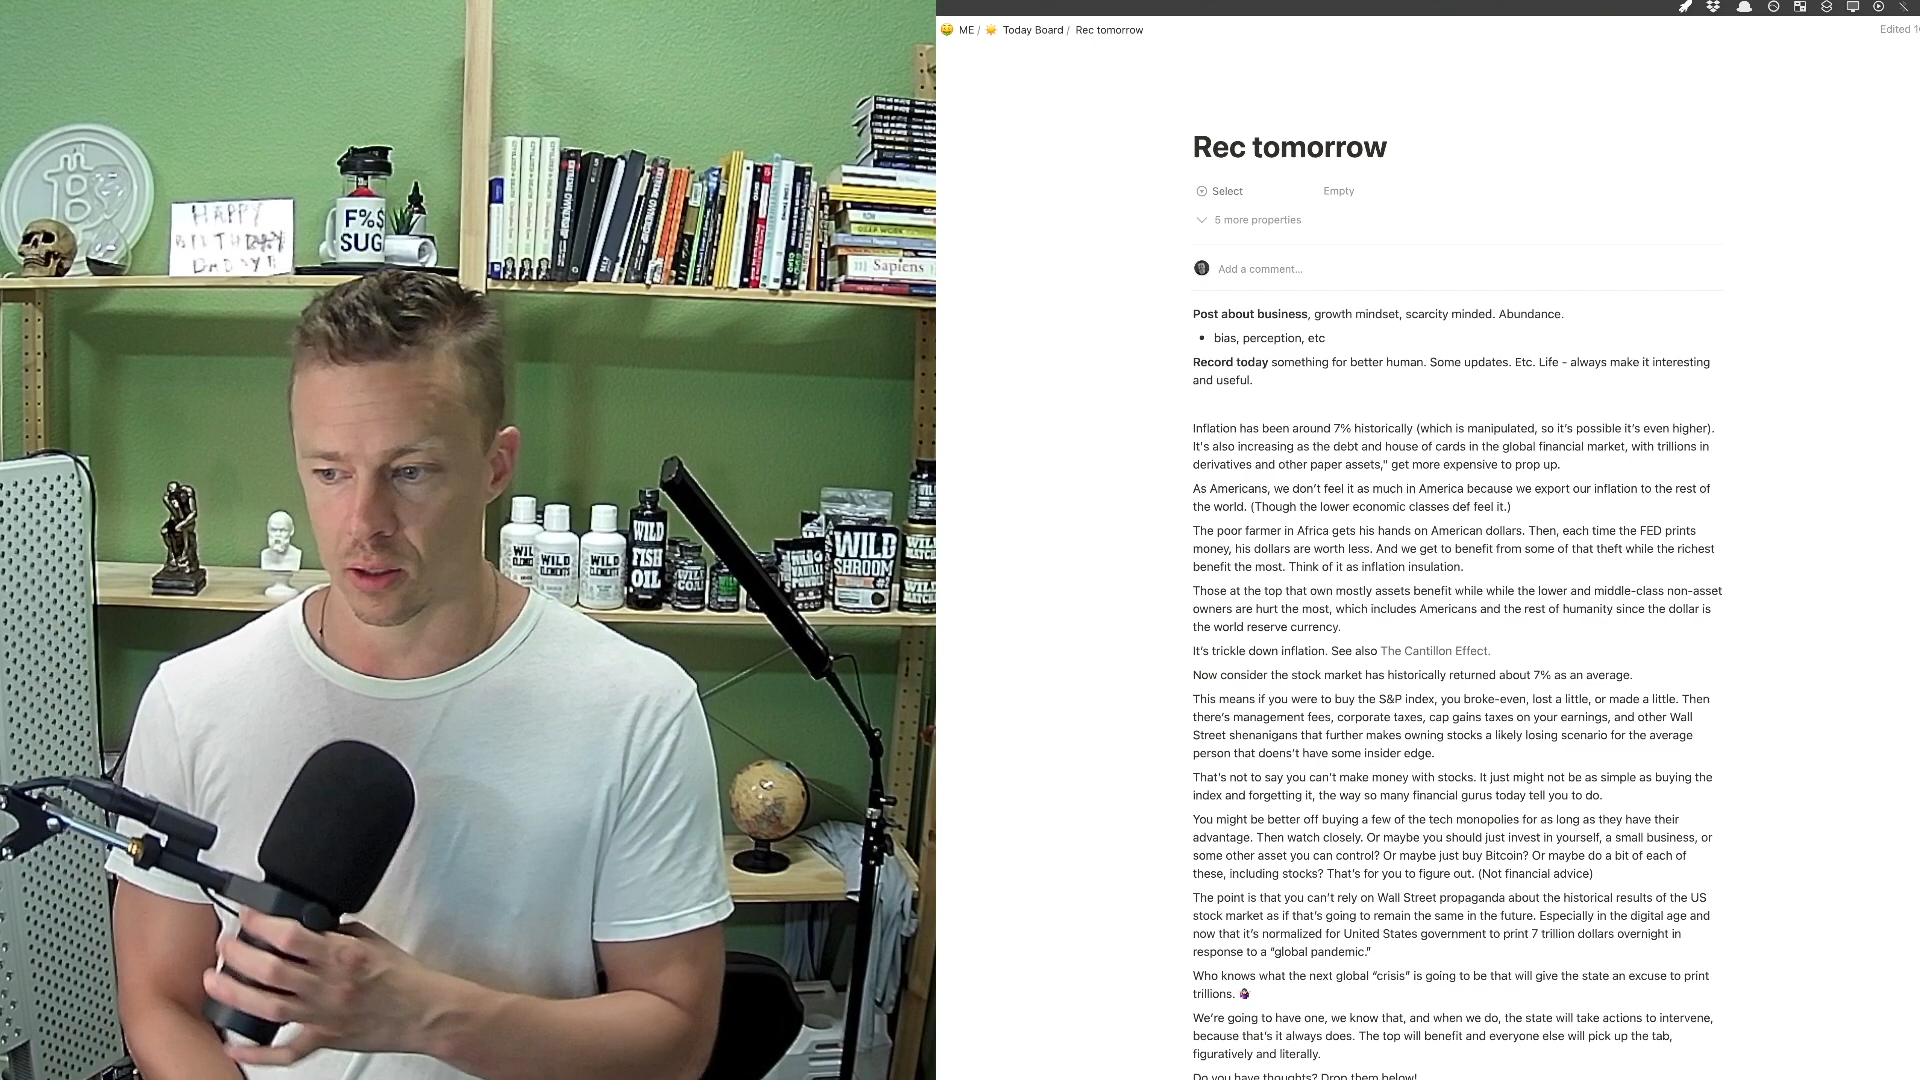 ME / Today Board / Rec tomorrow
Edited 1
Rec tomorrow
Select Empty
5 more properties
Add a comment...
Post about business, growth mindset, scarcity minded. Abundance.
• bias, perception, etc
Record today something for better human. Some updates. Etc. Life - always make it interesting
and useful.
Inflation has been around 7% historically (which is manipulated, so it's possible it's even higher).
It's also increasing as the debt and house of cards in the global financial market, with trillions in
derivatives and other paper assets," get more expensive to prop up.
As Americans, we don't feel it as much in America because we export our inflation to the rest of
the world. (Though the lower economic classes def feel it.)
The poor farmer in Africa gets his hands on American dollars. Then, each time the FED prints
money, his dollars are worth less. And we get to benefit from some of that theft while the richest
benefit the most. Think of it as inflation insulation.
Those at the top that own mostly assets benefit while while the lower and middle-class non-asset
owners are hurt the most, which includes Americans and the rest of humanity since the dollar is
the world reserve currency.
It's trickle down inflation. See also The Cantillon Effect.
Now consider the stock market has historically returned about 7% as an average.
This means if you were to buy the S&P index, you broke-even, lost a little, or made a little. Then
there's management fees, corporate taxes, cap gains taxes on your earnings, and other Wall
Street shenanigans that further makes owning stocks a likely losing scenario for the average
person that doens't have some insider edge.
That's not to say you can't make money with stocks. It just might not be as simple as buying the
index and forgetting it, the way so many financial gurus today tell you to do.
You might be better off buying a few of the tech monopolies for as long as they have their
advantage. Then watch closely. Or maybe you should just invest in yourself, a small business, or
some other asset you can control? Or maybe just buy Bitcoin? Or maybe do a bit of each of
these, including stocks? That's for you to figure out. (Not financial advice)
The point is that you can't rely on Wall Street propaganda about the historical results of the US
stock market as if that's going to remain the same in the future. Especially in the digital age and
now that it's normalized for United States government to print 7 trillion dollars overnight in
response to a "global pandemic."
Who knows what the next global "crisis" is going to be that will give the state an excuse to print
trillions.
We're going to have one, we know that, and when we do, the state will take actions to intervene,
because that's it always does. The top will benefit and everyone else will pick up the tab,
figuratively and literally.
Do you have thoughts? Drop them below!
HAPPY
BIRTHDAY
DADDY!!
F%$
SUG
DEEP WORK
Sapiens
WILD
ELEMENTS
WILD
ELEMENTS
WILD
FISH
OIL
WILD
SHROOM